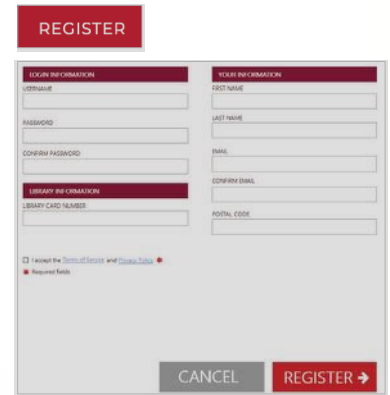 REGISTER
LOGIN INFORMATION
USERNAME
PASSWORD
CONFIRM PASSWORD
LIBRARY INFORMATION
LIBRARY CARD NUMBER
YOUR INFORMATION
FIRST NAME
LAST NAME
EMAIL
CONFIRM EMAIL
POSTAL CODE
I accept the Terms of Service and Privacy Policy *
* Required fields
CANCEL
REGISTER →